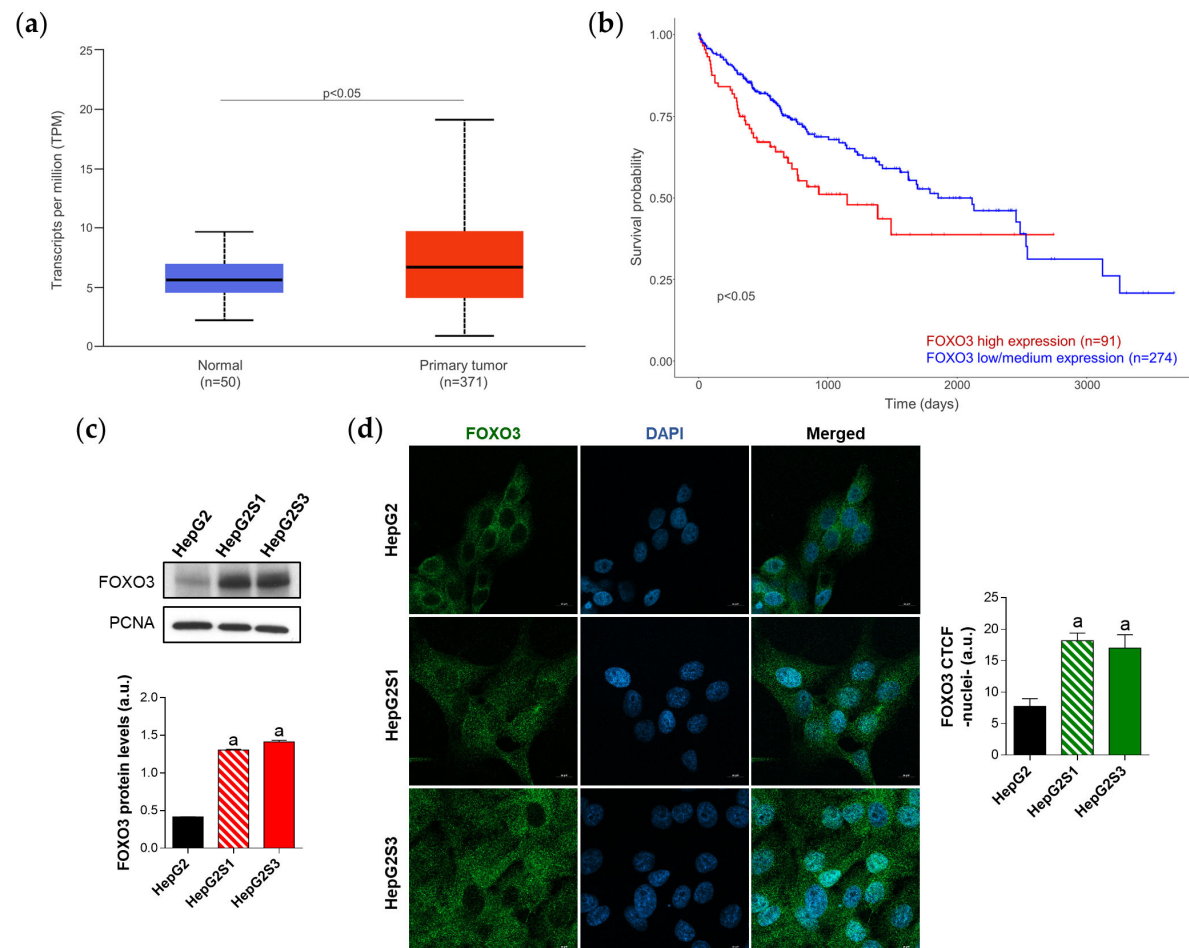 (a)
25
20
15
10
5
0
Transcripts per million (TPM)
p<0.05
Normal
(n=50)
Primary tumor
(n=371)
(b)
1.00
0.75
0.50
0.25
0.00
Survival probability
p<0.05
FOXO3 high expression (n=91)
FOXO3 low/medium expression (n=274)
0
1000
2000
3000
Time (days)
(c)
HepG2
HepG2S1
HepG2S3
FOXO3
PCNA
FOXO3 protein levels (a.u.)
2.0
1.5
1.0
0.5
0.0
a
a
HepG2
HepG2S1
HepG2S3
(d)
FOXO3
DAPI
Merged
HepG2
HepG2S1
HepG2S3
FOXO3 CTCF
-nuclei- (a.u.)
25
20
15
10
5
0
a
a
HepG2
HepG2S1
HepG2S3